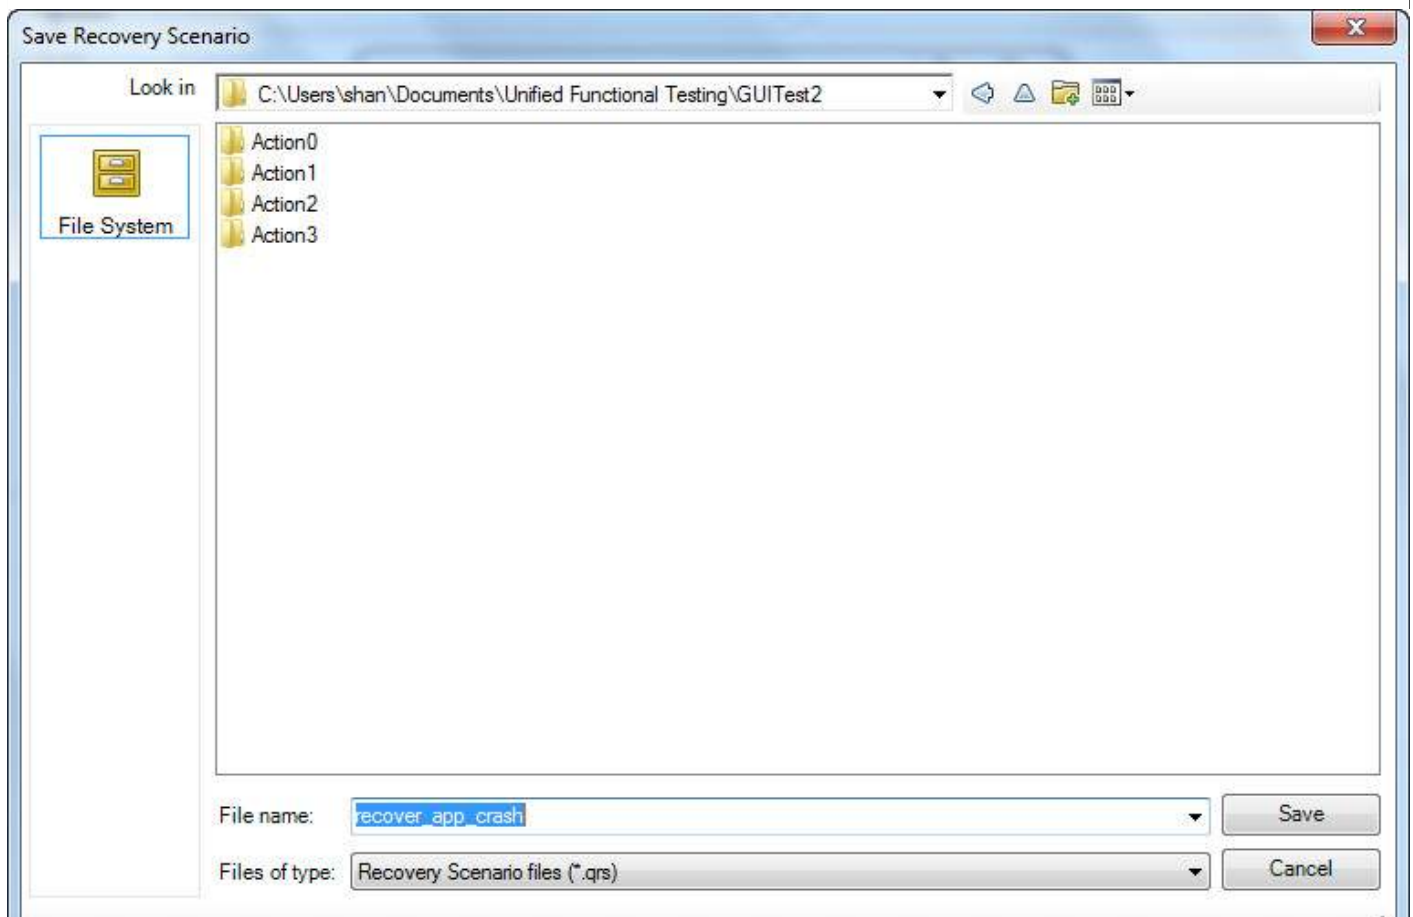 Save Recovery Scenario
Look in
C:\Users\shan\Documents\Unified Functional Testing\GUITest2
File System
Action0
Action1
Action2
Action3
File name:
recover_app_crash
Save
Files of type:
Recovery Scenario files (*.qrs)
Cancel